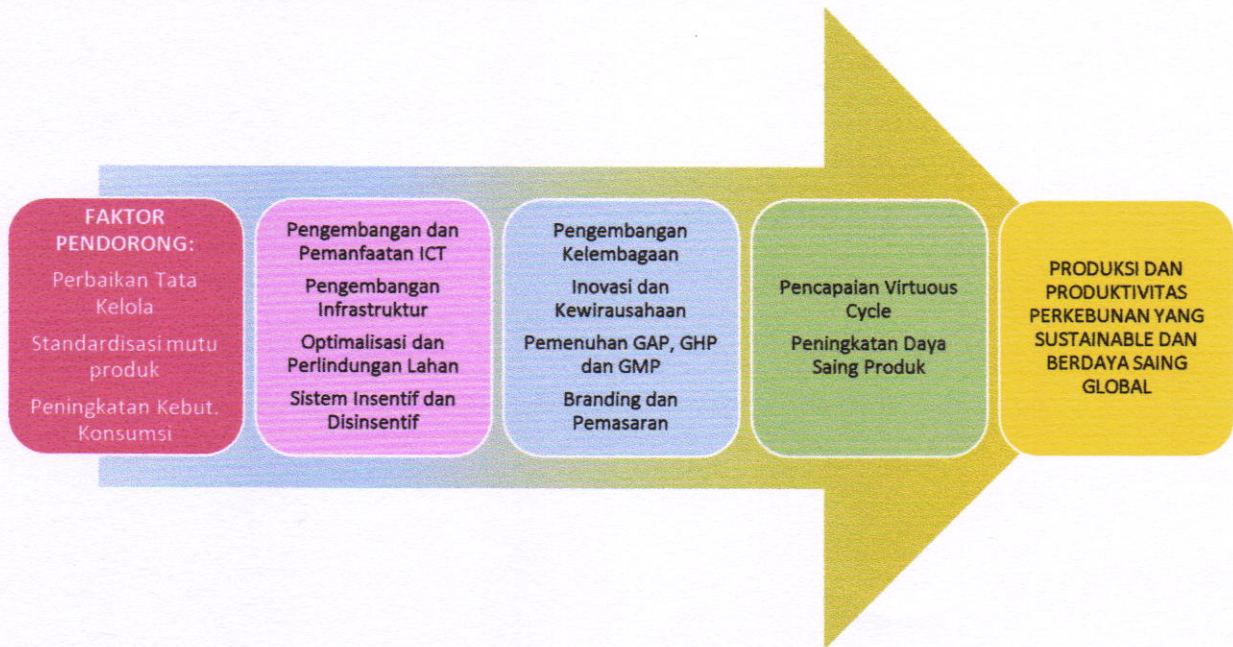 FAKTOR
PENDORONG:
Perbaikan Tata
Kelola
Standardisasi mutu
produk
Peningkatan Kebut.
Konsumsi
Pengembangan dan
Pemanfaatan ICT
Pengembangan
Infrastruktur
Optimalisasi dan
Perlindungan Lahan
Sistem Insentif dan
Disinsentif
Pengembangan
Kelembagaan
Inovasi dan
Kewirausahaan
Pemenuhan GAP, GHP
dan GMP
Branding dan
Pemasaran
Pencapaian Virtuous
Cycle
Peningkatan Daya
Saing Produk
PRODUKSI DAN
PRODUKTIVITAS
PERKEBUNAN YANG
SUSTAINABLE DAN
BERDAYA SAING
GLOBAL